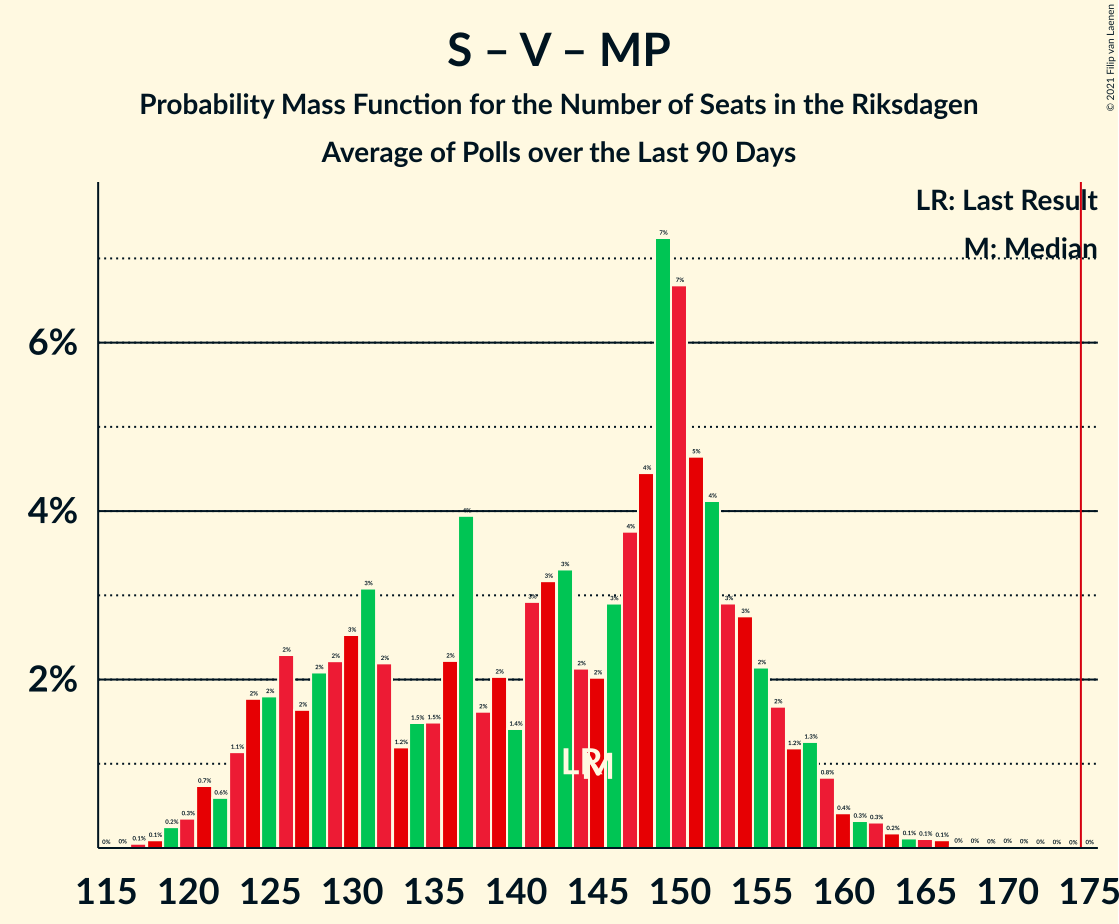 S – V – MP
Probability Mass Function for the Number of Seats in the Riksdagen
Average of Polls over the Last 90 Days
© 2021 Filip van Laenen
LR: Last Result
M: Median
6%
4%
2%
0% 0% 0.1% 0.1% 0.2% 0.3% 0.7% 0.6% 1.1% 2% 2% 2% 2% 2% 2% 3% 3% 2% 1.2% 1.5% 1.5% 2% 4% 2% 2% 1.4% 3% 3% 3% 2% 2% 3% 4% 4% 7% 7% 5% 4% 3% 3% 2% 2% 1.2% 1.3% 0.8% 0.4% 0.3% 0.3% 0.2% 0.1% 0.1% 0.1% 0% 0% 0% 0% 0% 0% 0% 0% 0%
LR M
115 120 125 130 135 140 145 150 155 160 165 170 175